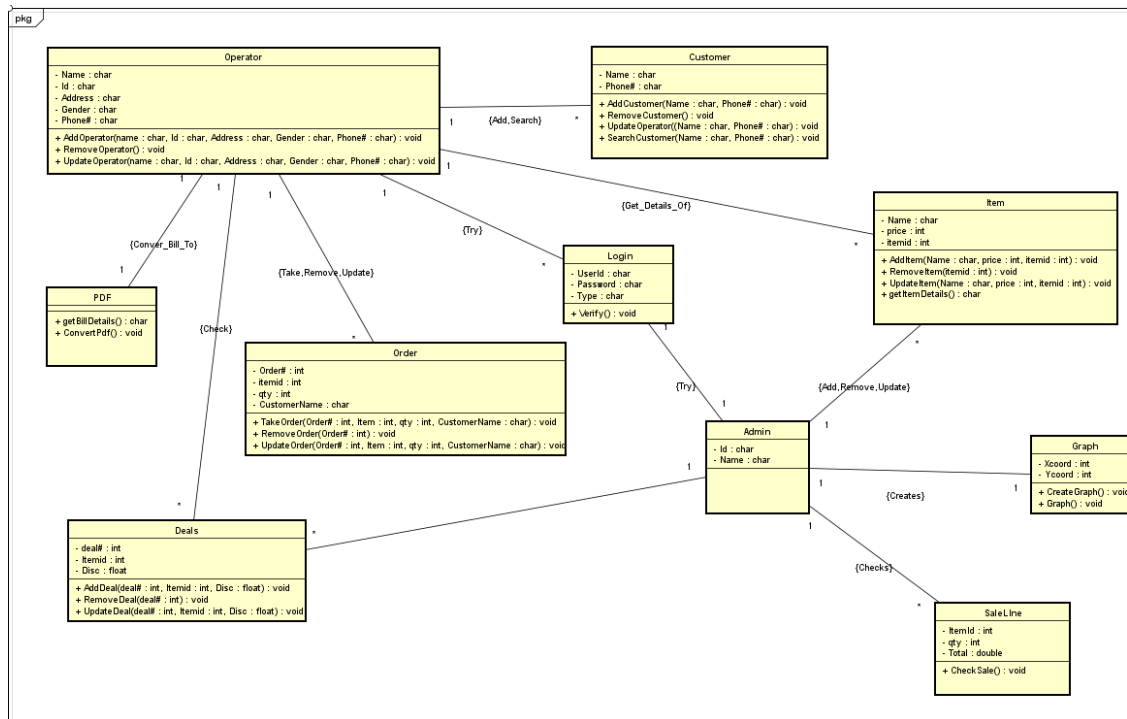 pkg
Operator
- Name : char
- Id : char
- Address : char
- Gender : char
- Phone# : char
+ AddOperator(name : char, Id : char, Address : char, Gender : char, Phone# : char) : void
+ RemoveOperator() : void
+ UpdateOperator(name : char, Id : char, Address : char, Gender : char, Phone# : char) : void
Customer
- Name : char
- Phone# : char
+ AddCustomer(Name : char, Phone# : char) : void
+ RemoveCustomer() : void
+ UpdateOperator((Name : char, Phone# : char) : void
+ SearchCustomer(Name : char, Phone# : char) : void
1
{Add,Search}
*
1
{Get_Details_Of}
*
1
1
1
1
{Conver_Bill_To}
1
{Take,Remove,Update}
*
{Try}
*
{Check}
*
Item
- Name : char
- price : int
- itemid : int
+ AddItem(Name : char, price : int, itemid : int) : void
+ RemoveItem(itemid : int) : void
+ UpdateItem(Name : char, price : int, itemid : int) : void
+ getItemDetails() : char
Login
- UserId : char
- Password : char
- Type : char
+ Verify() : void
PDF
+ getBillDetails() : char
+ ConvertPdf() : void
Order
- Order# : int
- itemid : int
- qty : int
- CustomerName : char
+ TakeOrder(Order# : int, Item : int, qty : int, CustomerName : char) : void
+ RemoveOrder(Order# : int) : void
+ UpdateOrder(Order# : int, Item : int, qty : int, CustomerName : char) : void
1
{Try}
1
*
{Add,Remove,Update}
1
Admin
- Id : char
- Name : char
1
*
1
{Creates}
1
Graph
- Xcoord : int
- Ycoord : int
+ CreateGraph() : void
+ Graph() : void
1
{Checks}
*
Deals
- deal# : int
- Itemid : int
- Disc : float
+ AddDeal(deal# : int, Itemid : int, Disc : float) : void
+ RemoveDeal(deal# : int) : void
+ UpdateDeal(deal# : int, Itemid : int, Disc : float) : void
SaleLIne
- ItemId : int
- qty : int
- Total : double
+ CheckSale() : void